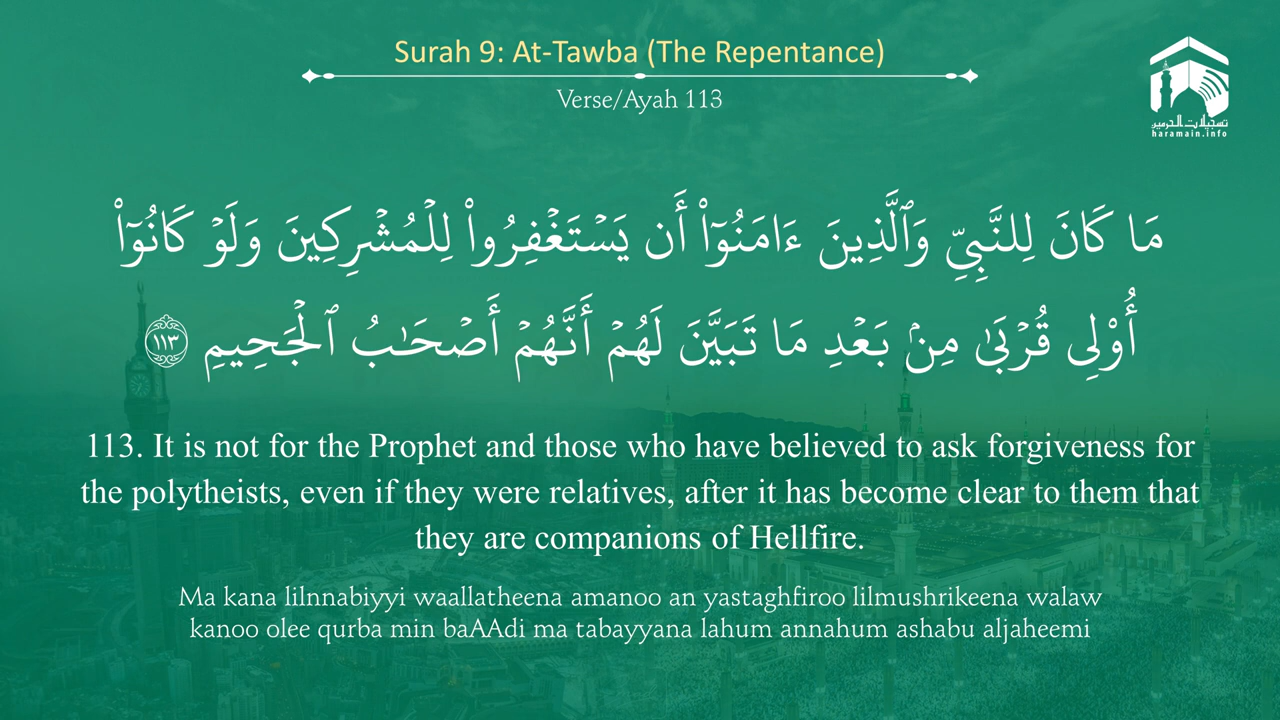 Surah 9: At-Tawba (The Repentance)
Verse/Ayah 113
تسجيلات الحرمين
haramain.info
مَا كَانَ لِلنَّبِيِّ وَٱلَّذِينَ ءَامَنُوٓا۟ أَن يَسْتَغْفِرُوا۟ لِلْمُشْرِكِينَ وَلَوْ كَانُوٓا۟
أُو۟لِى قُرْبَىٰ مِنۢ بَعْدِ مَا تَبَيَّنَ لَهُمْ أَنَّهُمْ أَصْحَـٰبُ ٱلْجَحِيمِ ١١٣
113. It is not for the Prophet and those who have believed to ask forgiveness for
the polytheists, even if they were relatives, after it has become clear to them that
they are companions of Hellfire.
Ma kana lilnnabiyyi waallatheena amanoo an yastaghfiroo lilmushrikeena walaw
kanoo olee qurba min baAAdi ma tabayyana lahum annahum ashabu aljaheemi